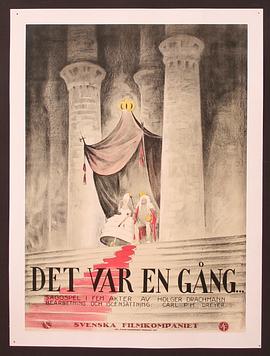 DET VAR EN GÅNG...
SAGOSPEL I FEM AKTER AV HOLGER DRACHMANN
BEARBETNING OCH ISCENSÄTTNING: CARL TH. DREYER.
SVENSKA FILMKOMPANIET